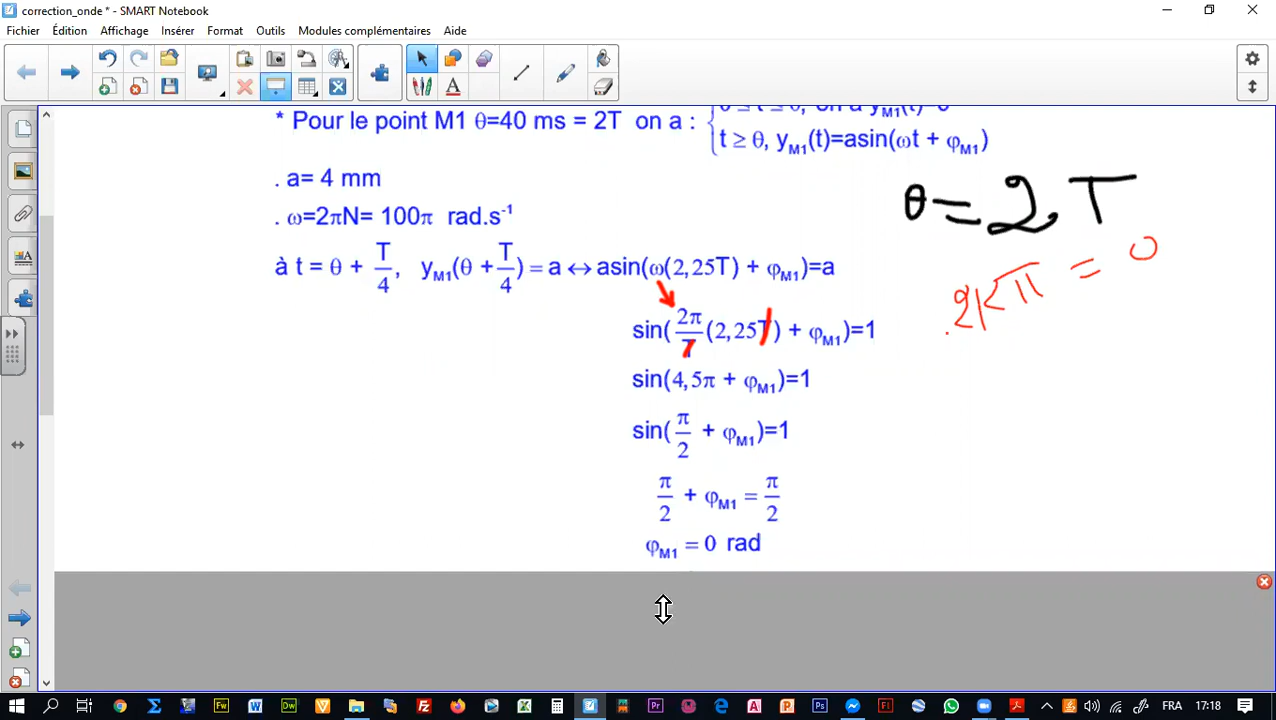 correction_onde * - SMART Notebook
Fichier Édition Affichage Insérer Format Outils Modules complémentaires Aide
* Pour le point M1 θ=40 ms = 2T on a :
t ≥ θ, yM1(t)=asin(ωt + φM1)
. a= 4 mm
θ = 2T
. ω=2πN= 100π rad.s⁻¹
à t = θ + T/4, yM1(θ + T/4) = a ↔ asin(ω(2,25T) + φM1)=a
2kπ = 0
sin(2π/T (2,25T) + φM1)=1
sin(4,5π + φM1)=1
sin(π/2 + φM1)=1
π/2 + φM1 = π/2
φM1 = 0 rad
FRA 17:18